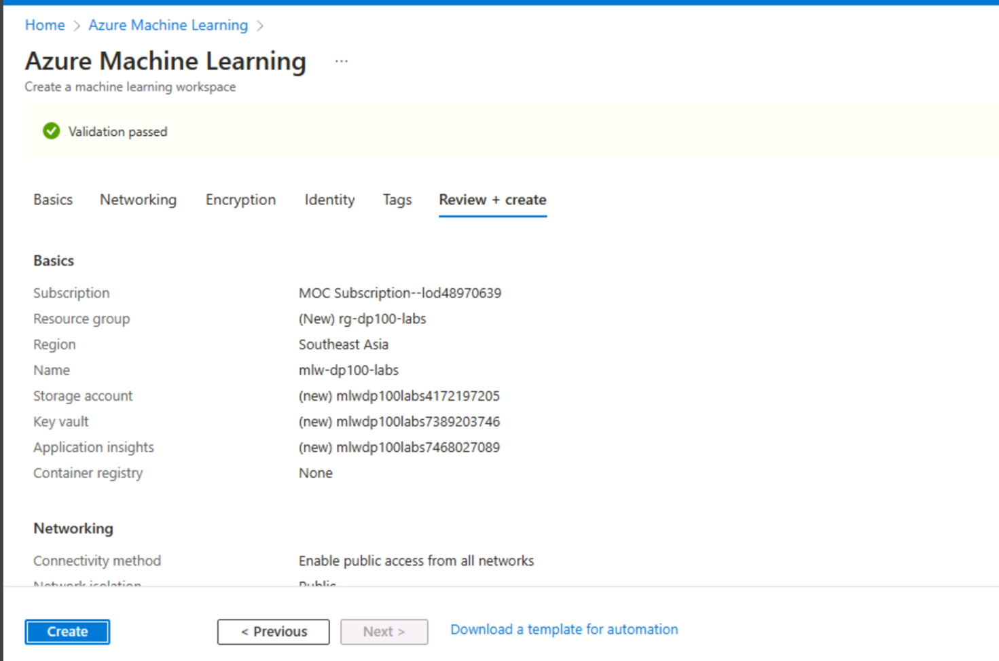 Home > Azure Machine Learning >
Azure Machine Learning ...
Create a machine learning workspace
Validation passed
Basics Networking Encryption Identity Tags Review + create
Basics
Subscription MOC Subscription--lod48970639
Resource group (New) rg-dp100-labs
Region Southeast Asia
Name mlw-dp100-labs
Storage account (new) mlwdp100labs4172197205
Key vault (new) mlwdp100labs7389203746
Application insights (new) mlwdp100labs7468027089
Container registry None
Networking
Connectivity method Enable public access from all networks
Network isolation Public
Create < Previous Next > Download a template for automation